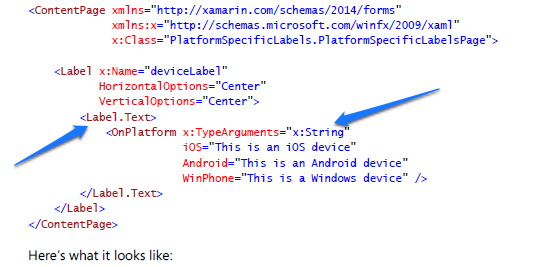 <ContentPage xmlns="http://xamarin.com/schemas/2014/forms"
xmlns:x="http://schemas.microsoft.com/winfx/2009/xaml"
x:Class="PlatformSpecificLabels.PlatformSpecificLabelsPage">
<Label x:Name="deviceLabel"
HorizontalOptions="Center"
VerticalOptions="Center">
<Label.Text>
<OnPlatform x:TypeArguments="x:String"
iOS="This is an iOS device"
Android="This is an Android device"
WinPhone="This is a Windows device" />
</Label.Text>
</Label>
</ContentPage>
Here's what it looks like: